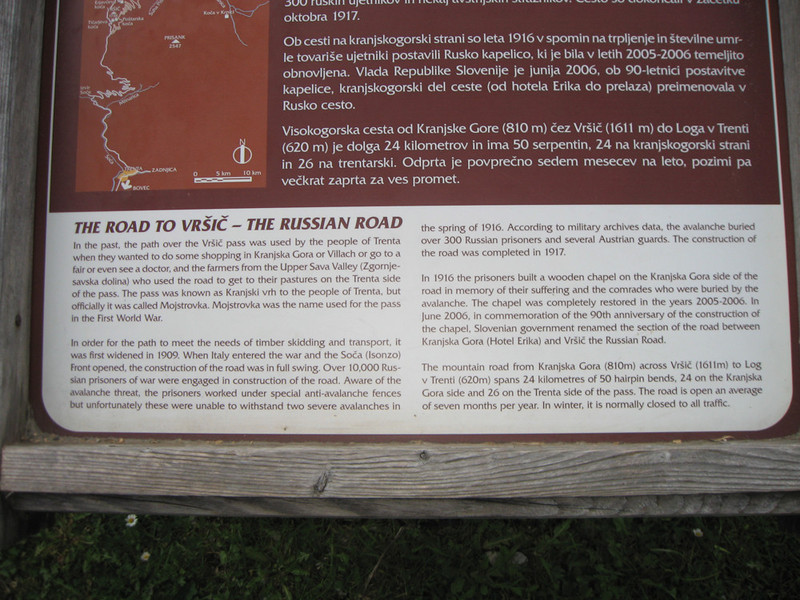 300 ruskih ujetnikov in nekaj avstrijskih stražnikov. Cesto so dokončali v začetku
oktobra 1917.
Ob cesti na kranjskogorski strani so leta 1916 v spomin na trpljenje in številne umr-
le tovariše ujetniki postavili Rusko kapelico, ki je bila v letih 2005-2006 temeljito
obnovljena. Vlada Republike Slovenije je junija 2006, ob 90-letnici postavitve
kapelice, kranjskogorski del ceste (od hotela Erika do prelaza) preimenovala v
Rusko cesto.
Visokogorska cesta od Kranjske Gore (810 m) čez Vršič (1611 m) do Loga v Trenti
(620 m) je dolga 24 kilometrov in ima 50 serpentin, 24 na kranjskogorski strani
in 26 na trentarski. Odprta je povprečno sedem mesecev na leto, pozimi pa
večkrat zaprta za ves promet.
PRISANK
2547
ZADNJICA
BOVEC
N
0 5 km 10 km
THE ROAD TO VRŠIČ – THE RUSSIAN ROAD
In the past, the path over the Vršič pass was used by the people of Trenta
when they wanted to do some shopping in Kranjska Gora or Villach or go to a
fair or even see a doctor, and the farmers from the Upper Sava Valley (Zgornje-
savska dolina) who used the road to get to their pastures on the Trenta side
of the pass. The pass was known as Kranjski vrh to the people of Trenta, but
officially it was called Mojstrovka. Mojstrovka was the name used for the pass
in the First World War.
In order for the path to meet the needs of timber skidding and transport, it
was first widened in 1909. When Italy entered the war and the Soča (Isonzo)
Front opened, the construction of the road was in full swing. Over 10,000 Rus-
sian prisoners of war were engaged in construction of the road. Aware of the
avalanche threat, the prisoners worked under special anti-avalanche fences
but unfortunately these were unable to withstand two severe avalanches in
the spring of 1916. According to military archives data, the avalanche buried
over 300 Russian prisoners and several Austrian guards. The construction of
the road was completed in 1917.
In 1916 the prisoners built a wooden chapel on the Kranjska Gora side of the
road in memory of their suffering and the comrades who were buried by the
avalanche. The chapel was completely restored in the years 2005-2006. In
June 2006, in commemoration of the 90th anniversary of the construction of
the chapel, Slovenian government renamed the section of the road between
Kranjska Gora (Hotel Erika) and Vršič the Russian Road.
The mountain road from Kranjska Gora (810m) across Vršič (1611m) to Log
v Trenti (620m) spans 24 kilometres of 50 hairpin bends, 24 on the Kranjska
Gora side and 26 on the Trenta side of the pass. The road is open an average
of seven months per year. In winter, it is normally closed to all traffic.